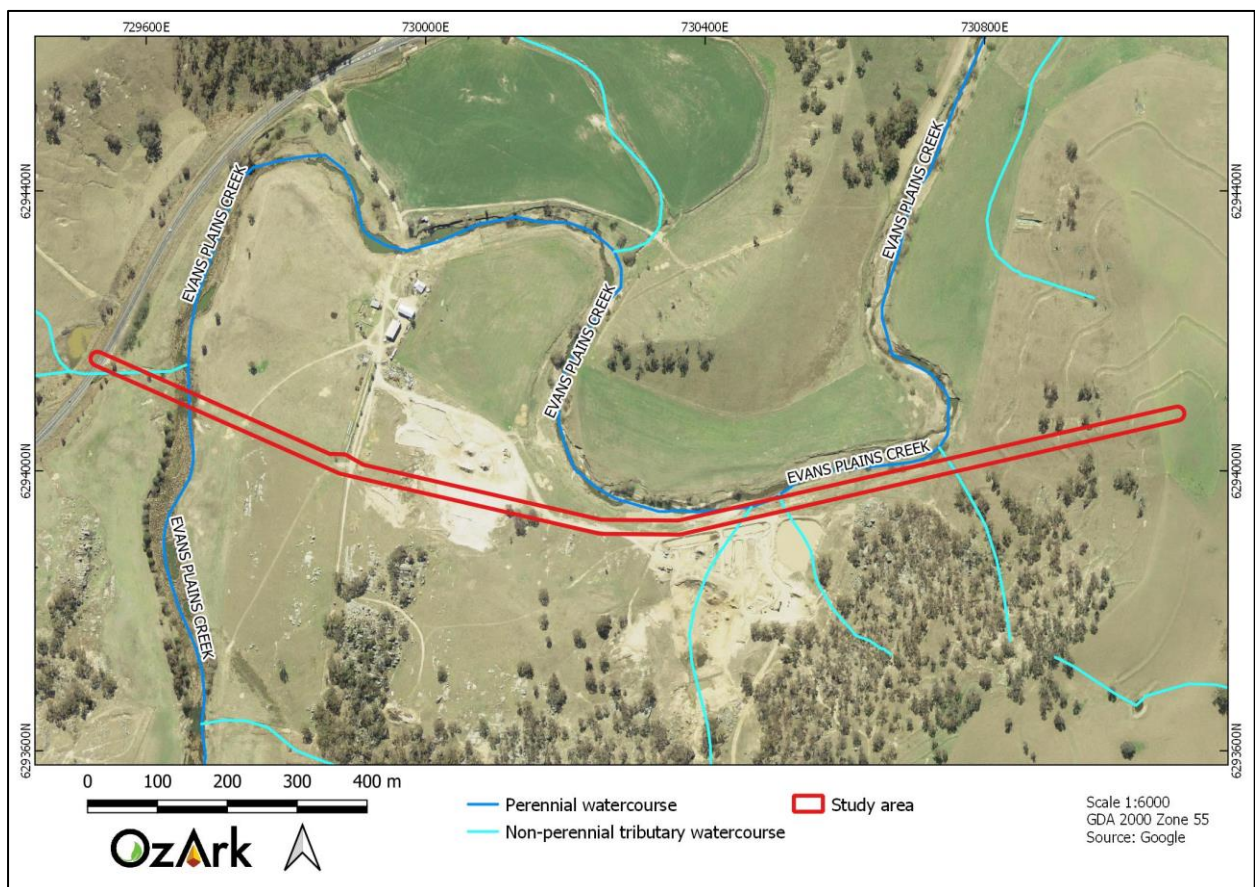 729600E
730000E
730400E
730800E
6294400N
6294400N
6294000N
6294000N
6293600N
6293600N
EVANS PLAINS CREEK
EVANS PLAINS CREEK
EVANS PLAINS CREEK
EVANS PLAINS CREEK
EVANS PLAINS CREEK
0 100 200 300 400 m
Perennial watercourse
Non-perennial tributary watercourse
Study area
Scale 1:6000
GDA 2000 Zone 55
Source: Google
OzArk